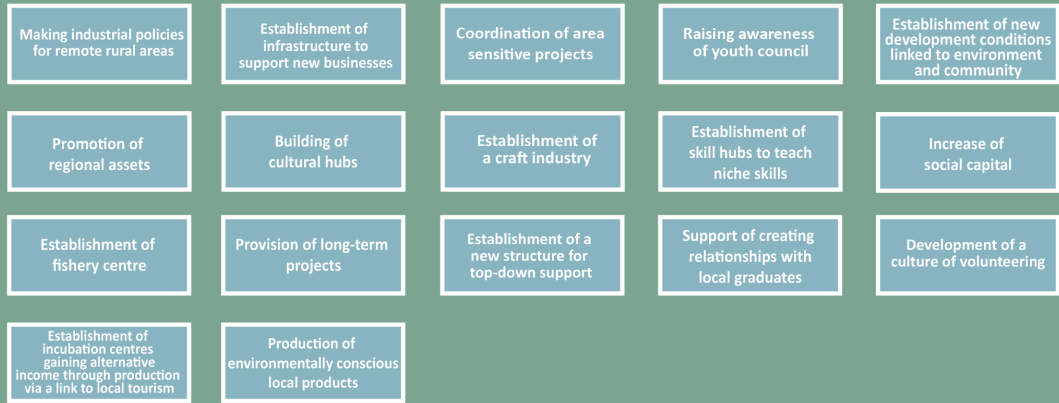 Making industrial policies
for remote rural areas
Establishment of
infrastructure to
support new businesses
Coordination of area
sensitive projects
Raising awareness
of youth council
Establishment of new
development conditions
linked to environment
and community
Promotion of
regional assets
Building of
cultural hubs
Establishment of
a craft industry
Establishment of
skill hubs to teach
niche skills
Increase of
social capital
Establishment of
fishery centre
Provision of long-term
projects
Establishment of a
new structure for
top-down support
Support of creating
relationships with
local graduates
Development of a
culture of volunteering
Establishment of
incubation centres
gaining alternative
income through production
via a link to local tourism
Production of
environmentally conscious
local products